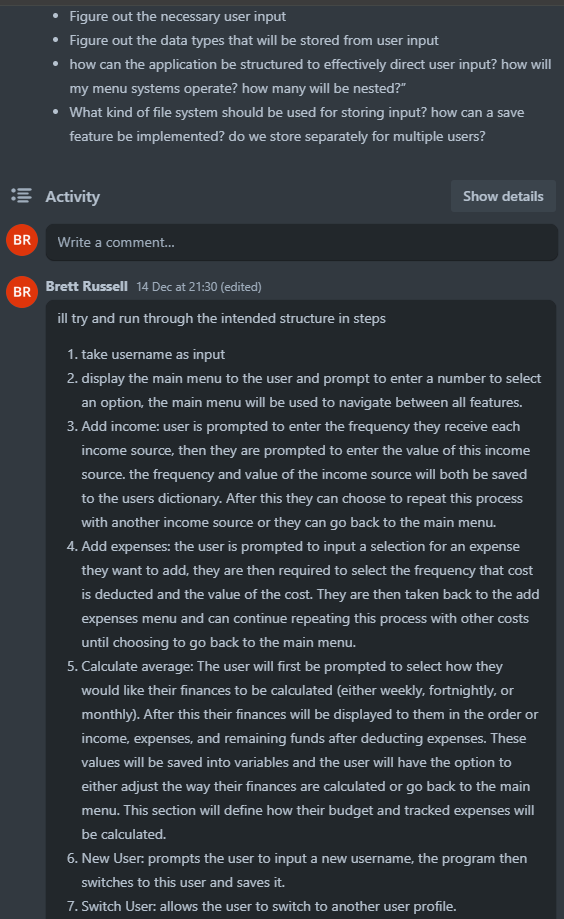 • Figure out the necessary user input
• Figure out the data types that will be stored from user input
• how can the application be structured to effectively direct user input? how will
my menu systems operate? how many will be nested?”
• What kind of file system should be used for storing input? how can a save
feature be implemented? do we store separately for multiple users?
Activity
Show details
BR
Write a comment...
BR
Brett Russell 14 Dec at 21:30 (edited)
ill try and run through the intended structure in steps
1. take username as input
2. display the main menu to the user and prompt to enter a number to select
an option, the main menu will be used to navigate between all features.
3. Add income: user is prompted to enter the frequency they receive each
income source, then they are prompted to enter the value of this income
source. the frequency and value of the income source will both be saved
to the users dictionary. After this they can choose to repeat this process
with another income source or they can go back to the main menu.
4. Add expenses: the user is prompted to input a selection for an expense
they want to add, they are then required to select the frequency that cost
is deducted and the value of the cost. They are then taken back to the add
expenses menu and can continue repeating this process with other costs
until choosing to go back to the main menu.
5. Calculate average: The user will first be prompted to select how they
would like their finances to be calculated (either weekly, fortnightly, or
monthly). After this their finances will be displayed to them in the order or
income, expenses, and remaining funds after deducting expenses. These
values will be saved into variables and the user will have the option to
either adjust the way their finances are calculated or go back to the main
menu. This section will define how their budget and tracked expenses will
be calculated.
6. New User: prompts the user to input a new username, the program then
switches to this user and saves it.
7. Switch User: allows the user to switch to another user profile.